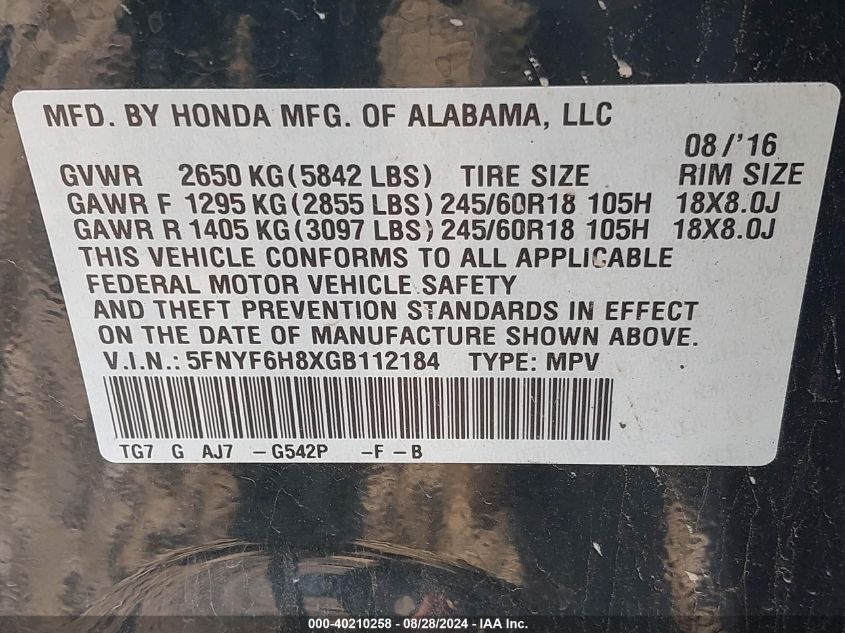 MFD. BY HONDA MFG. OF ALABAMA, LLC
08/'16
GVWR 2650 KG(5842 LBS) TIRE SIZE RIM SIZE
GAWR F 1295 KG(2855 LBS) 245/60R18 105H 18X8.0J
GAWR R 1405 KG(3097 LBS) 245/60R18 105H 18X8.0J
THIS VEHICLE CONFORMS TO ALL APPLICABLE
FEDERAL MOTOR VEHICLE SAFETY
AND THEFT PREVENTION STANDARDS IN EFFECT
ON THE DATE OF MANUFACTURE SHOWN ABOVE.
V.I.N.: 5FNYF6H8XGB112184 TYPE: MPV
TG7 G AJ7 -G542P -F-B
000-40210258 - 08/28/2024 - IAA Inc.